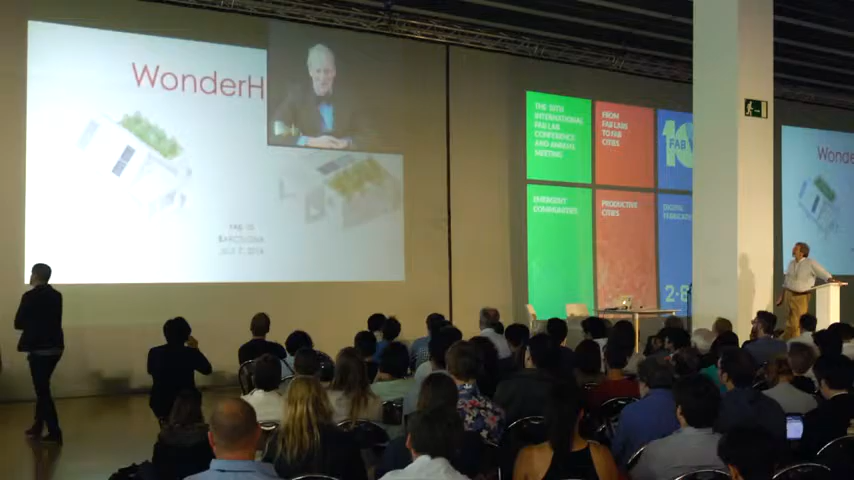 WonderH
FAB 10
BARCELONA
JULY 7, 2014
THE 10TH
INTERNATIONAL
FAB LAB
CONFERENCE
AND ANNUAL
MEETING
FROM
FAB LABS
TO FAB
CITIES
10
FAB
EMERGENT
COMMUNITIES
PRODUCTIVE
CITIES
DIGITAL
FABRICATI
2-8
Wonde